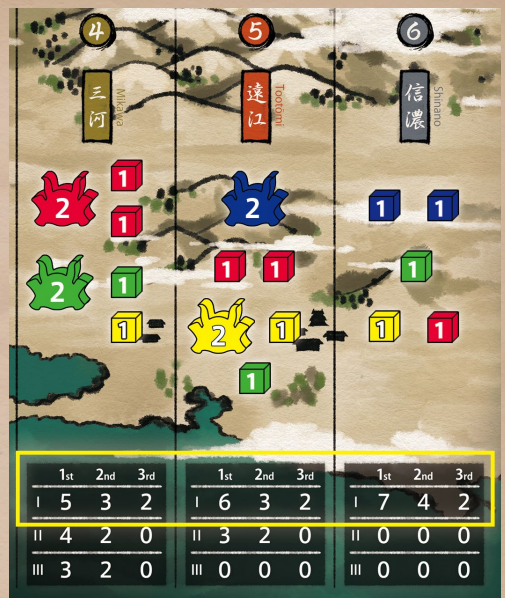 4 5 6
三河 Mikawa
遠江 Tootomi
信濃 Shinano
2 1
1
2 1
1
2
1 1
2 1
1
1 1
1
1 1
1st 2nd 3rd
I 5 3 2
II 4 2 0
III 3 2 0
1st 2nd 3rd
I 6 3 2
II 3 2 0
III 0 0 0
1st 2nd 3rd
I 7 4 2
II 0 0 0
III 0 0 0